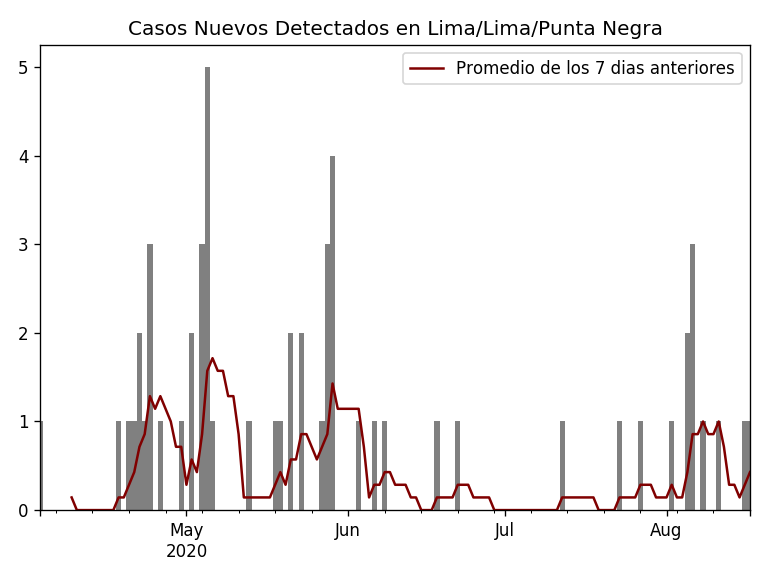 Casos Nuevos Detectados en Lima/Lima/Punta Negra
Promedio de los 7 dias anteriores
5
4
3
2
1
0
May
2020
Jun
Jul
Aug